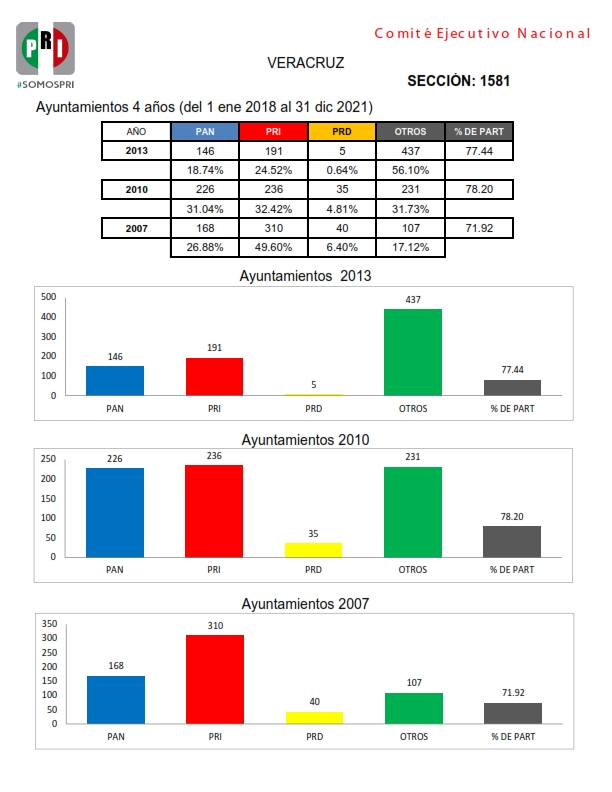 Comité Ejecutivo Nacional
PRI
#SOMOSPRI
VERACRUZ
SECCIÓN: 1581
Ayuntamientos 4 años (del 1 ene 2018 al 31 dic 2021)
AÑO PAN PRI PRD OTROS % DE PART
2013 146 191 5 437 77.44
18.74% 24.52% 0.64% 56.10%
2010 226 236 35 231 78.20
31.04% 32.42% 4.81% 31.73%
2007 168 310 40 107 71.92
26.88% 49.60% 6.40% 17.12%
Ayuntamientos 2013
500
400
300
200
100
0
146 191 5 437 77.44
PAN PRI PRD OTROS % DE PART
Ayuntamientos 2010
250
200
150
100
50
0
226 236 35 231 78.20
PAN PRI PRD OTROS % DE PART
Ayuntamientos 2007
350
300
250
200
150
100
50
0
168 310 40 107 71.92
PAN PRI PRD OTROS % DE PART